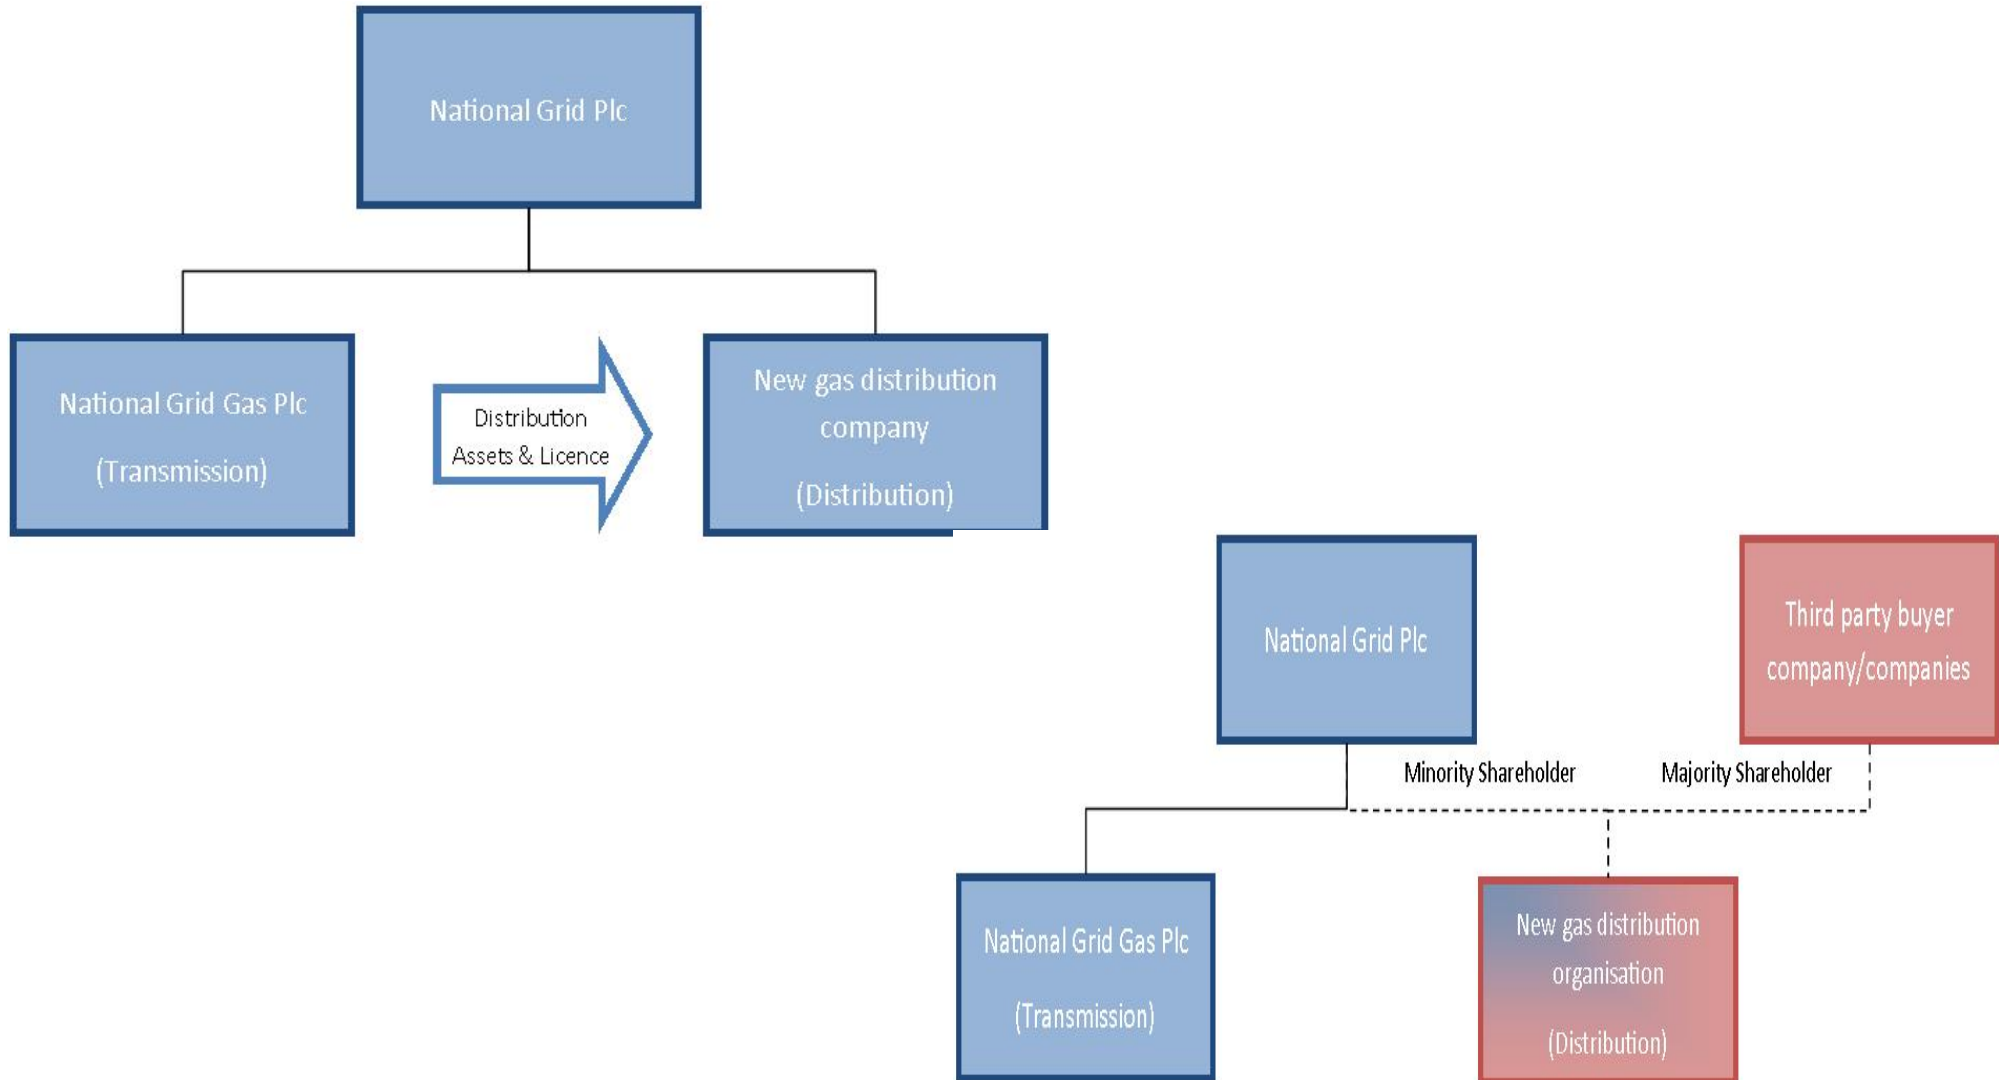 National Grid Plc
National Grid Gas Plc
(Transmission)
Distribution
Assets & Licence
New gas distribution
company
(Distribution)
National Grid Plc
Third party buyer
company/companies
Minority Shareholder
Majority Shareholder
National Grid Gas Plc
(Transmission)
New gas distribution
organisation
(Distribution)